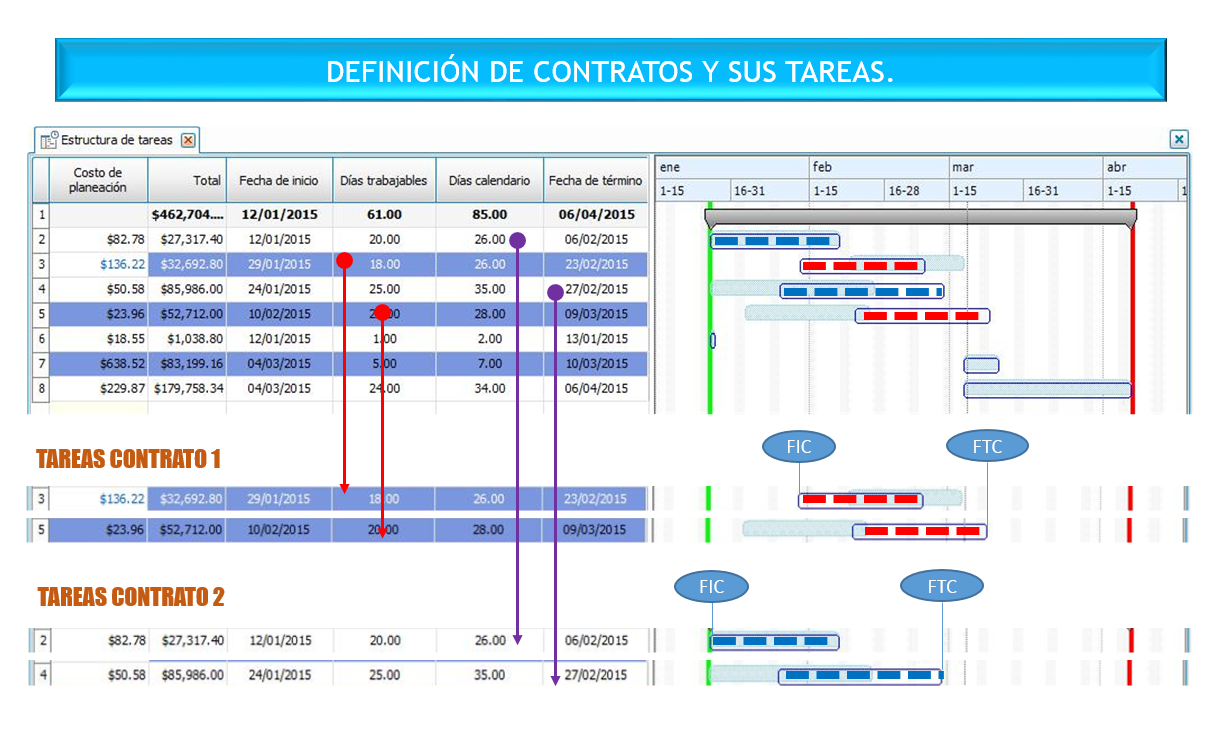 DEFINICIÓN DE CONTRATOS Y SUS TAREAS.
Estructura de tareas
Costo de planeación Total Fecha de inicio Días trabajables Días calendario Fecha de término
ene feb mar abr
1-15 16-31 1-15 16-28 1-15 16-31 1-15 1
1 $462,704.... 12/01/2015 61.00 85.00 06/04/2015
2 $82.78 $27,317.40 12/01/2015 20.00 26.00 06/02/2015
3 $136.22 $32,692.80 29/01/2015 18.00 26.00 23/02/2015
4 $50.58 $85,986.00 24/01/2015 25.00 35.00 27/02/2015
5 $23.96 $52,712.00 10/02/2015 28.00 09/03/2015
6 $18.55 $1,038.80 12/01/2015 1.00 2.00 13/01/2015
7 $638.52 $83,199.16 04/03/2015 5.00 7.00 10/03/2015
8 $229.87 $179,758.34 04/03/2015 24.00 34.00 06/04/2015
TAREAS CONTRATO 1
FIC FTC
3 $136.22 $32,692.80 29/01/2015 18.00 26.00 23/02/2015
5 $23.96 $52,712.00 10/02/2015 20.00 28.00 09/03/2015
TAREAS CONTRATO 2
FIC FTC
2 $82.78 $27,317.40 12/01/2015 20.00 26.00 06/02/2015
4 $50.58 $85,986.00 24/01/2015 25.00 35.00 27/02/2015